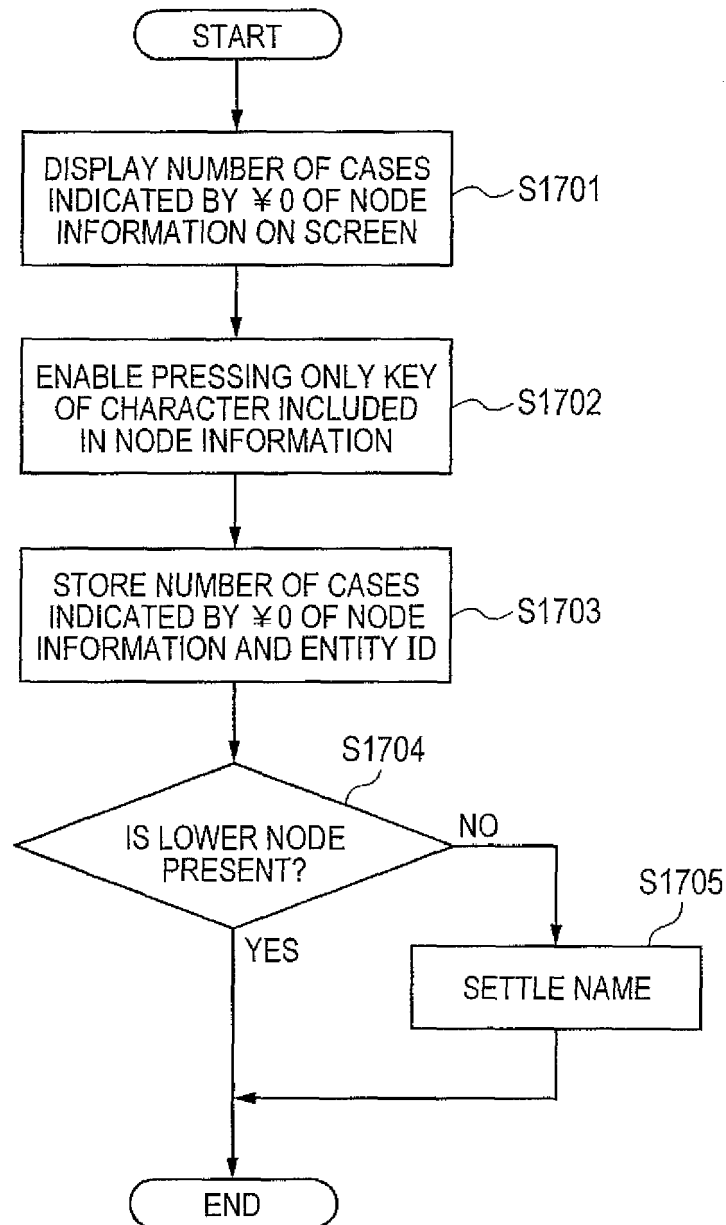 START
DISPLAY NUMBER OF CASES
INDICATED BY ¥0 OF NODE
INFORMATION ON SCREEN
S1701
ENABLE PRESSING ONLY KEY
OF CHARACTER INCLUDED
IN NODE INFORMATION
S1702
STORE NUMBER OF CASES
INDICATED BY ¥0 OF NODE
INFORMATION AND ENTITY ID
S1703
S1704
IS LOWER NODE
PRESENT?
NO
YES
S1705
SETTLE NAME
END